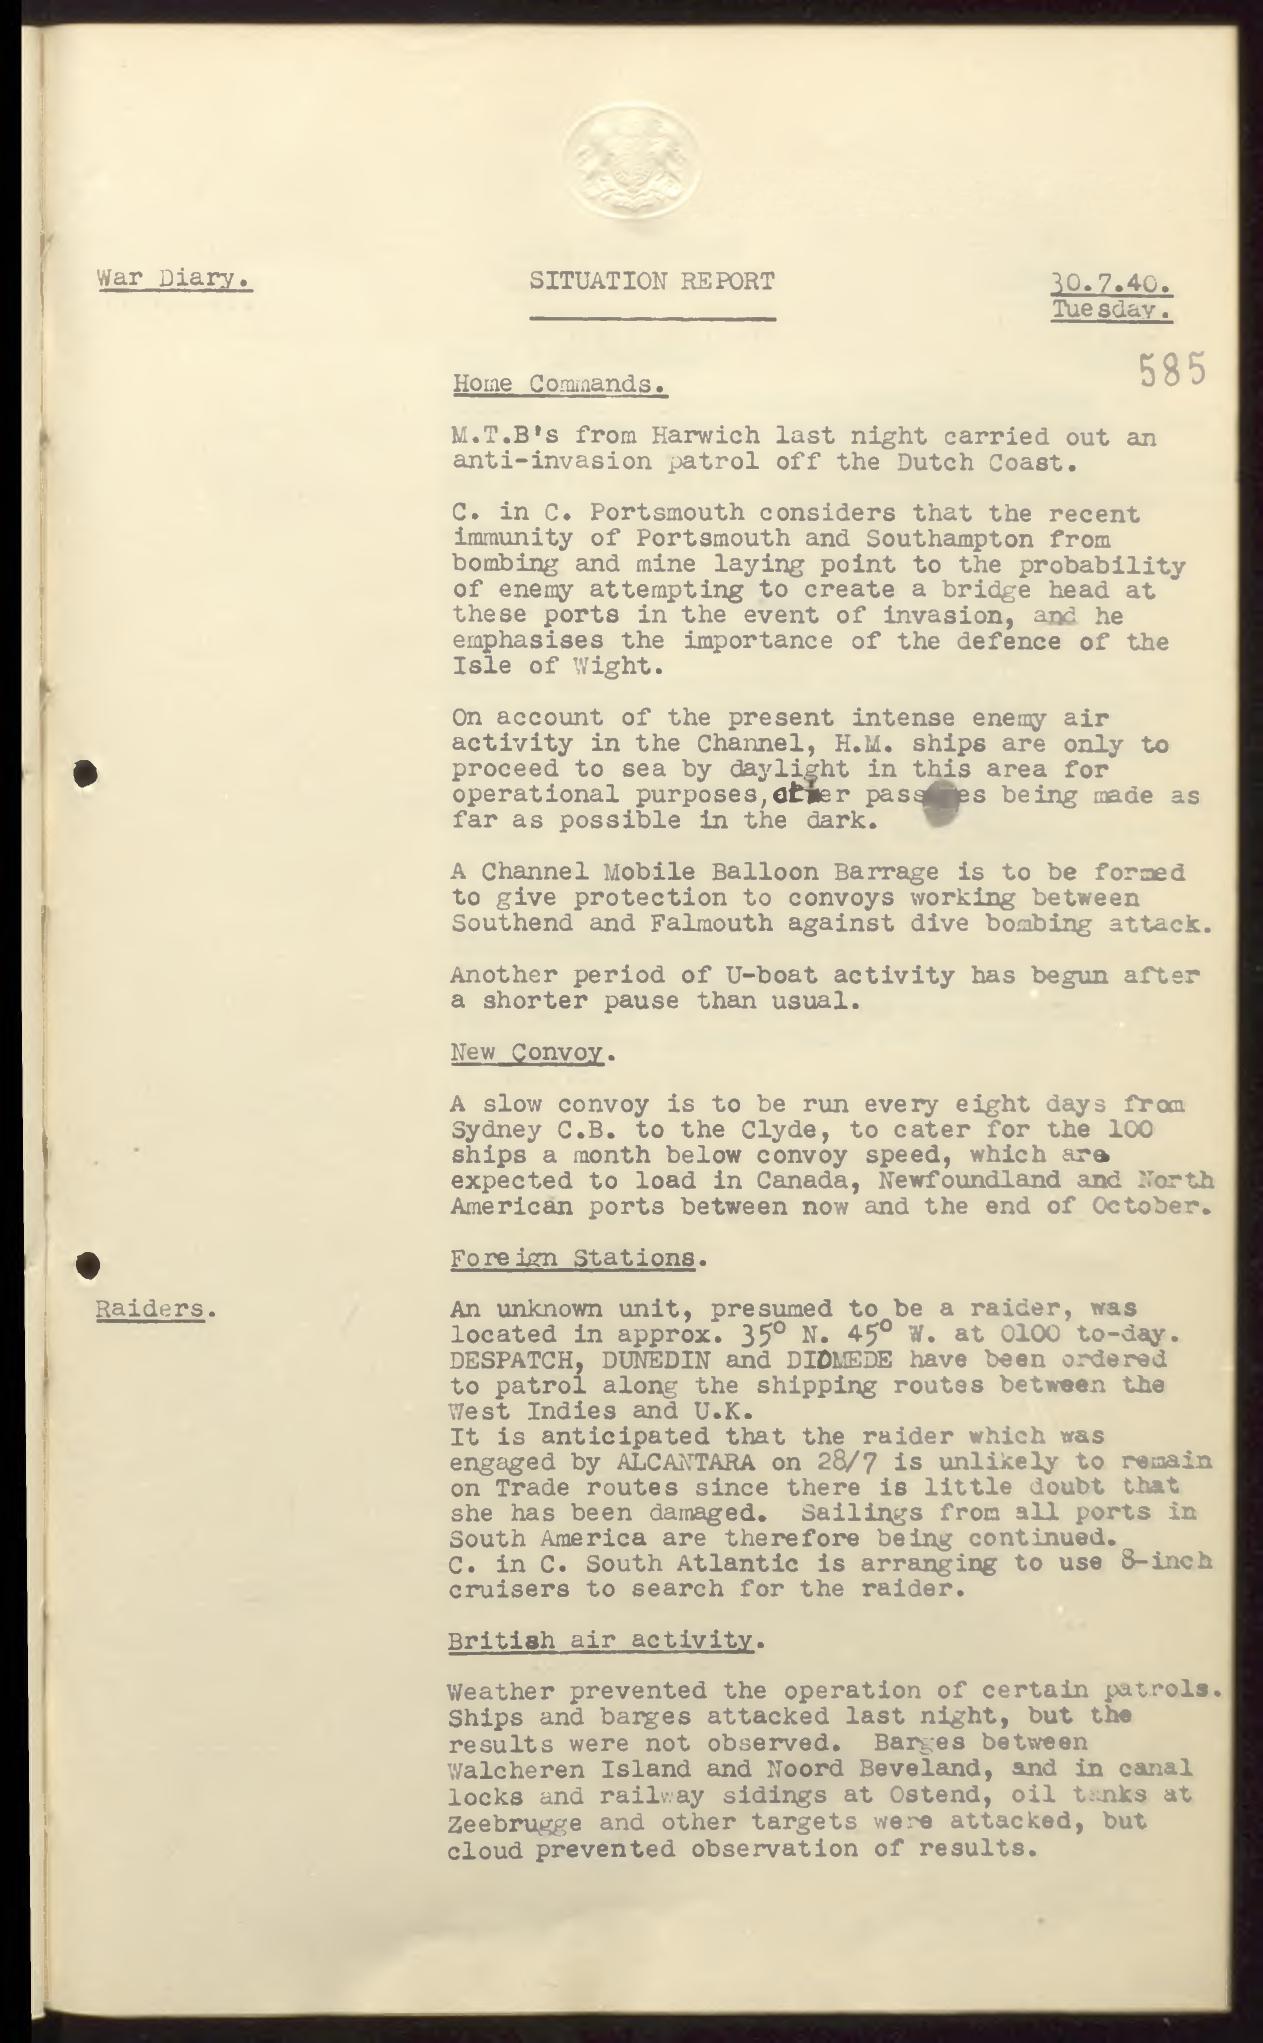 War Diary.
SITUATION REPORT
30.7.40.
Tuesday.
585
Home Commands.
M.T.B's from Harwich last night carried out an
anti-invasion patrol off the Dutch Coast.
C. in C. Portsmouth considers that the recent
immunity of Portsmouth and Southampton from
bombing and mine laying point to the probability
of enemy attempting to create a bridge head at
these ports in the event of invasion, and he
emphasises the importance of the defence of the
Isle of Wight.
On account of the present intense enemy air
activity in the Channel, H.M. ships are only to
proceed to sea by daylight in this area for
operational purposes, other passages being made as
far as possible in the dark.
A Channel Mobile Balloon Barrage is to be formed
to give protection to convoys working between
Southend and Falmouth against dive bombing attack.
Another period of U-boat activity has begun after
a shorter pause than usual.
New Convoy.
A slow convoy is to be run every eight days from
Sydney C.B. to the Clyde, to cater for the 100
ships a month below convoy speed, which are
expected to load in Canada, Newfoundland and North
American ports between now and the end of October.
Foreign Stations.
Raiders.
An unknown unit, presumed to be a raider, was
located in approx. 35° N. 45° W. at 0100 to-day.
DESPATCH, DUNEDIN and DIOMEDE have been ordered
to patrol along the shipping routes between the
West Indies and U.K.
It is anticipated that the raider which was
engaged by ALCANTARA on 28/7 is unlikely to remain
on Trade routes since there is little doubt that
she has been damaged. Sailings from all ports in
South America are therefore being continued.
C. in C. South Atlantic is arranging to use 8-inch
cruisers to search for the raider.
British air activity.
Weather prevented the operation of certain patrols.
Ships and barges attacked last night, but the
results were not observed. Barges between
Walcheren Island and Noord Beveland, and in canal
locks and railway sidings at Ostend, oil tanks at
Zeebrugge and other targets were attacked, but
cloud prevented observation of results.